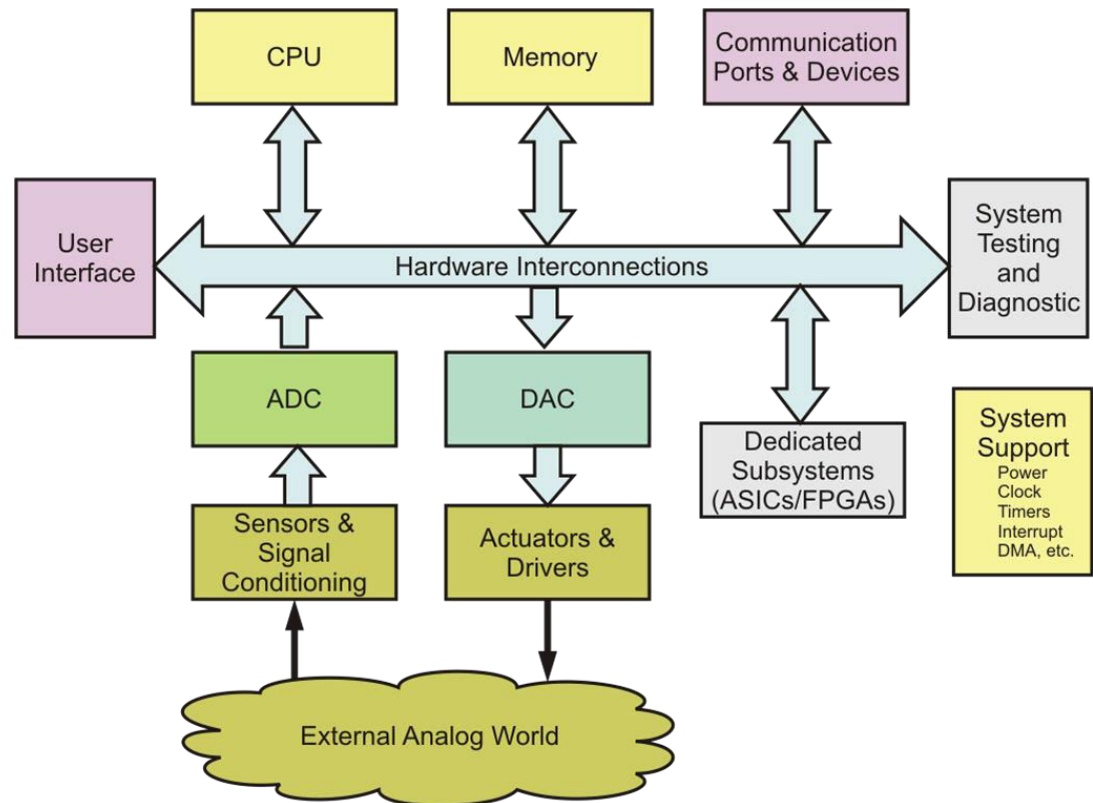 CPU
Memory
Communication
Ports & Devices
User
Interface
Hardware Interconnections
System
Testing
and
Diagnostic
ADC
DAC
Dedicated
Subsystems
(ASICs/FPGAs)
System
Support
Power
Clock
Timers
Interrupt
DMA, etc.
Sensors &
Signal
Conditioning
Actuators &
Drivers
External Analog World